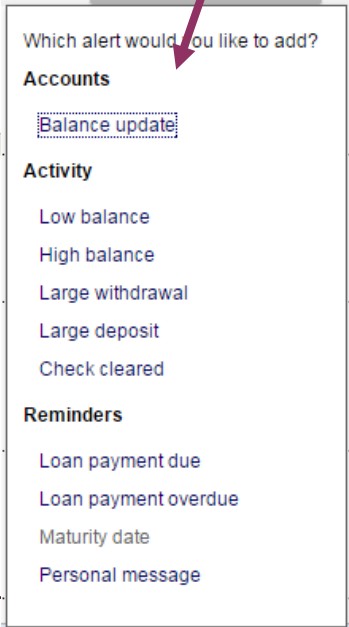 Which alert would you like to add?
Accounts
Balance update
Activity
Low balance
High balance
Large withdrawal
Large deposit
Check cleared
Reminders
Loan payment due
Loan payment overdue
Maturity date
Personal message